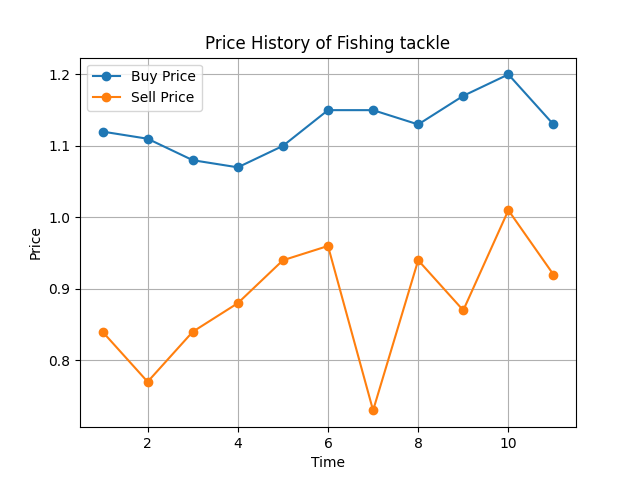 Price History of Fishing tackle
Buy Price
Sell Price
1.2
1.1
1.0
0.9
0.8
Price
2 4 6 8 10
Time